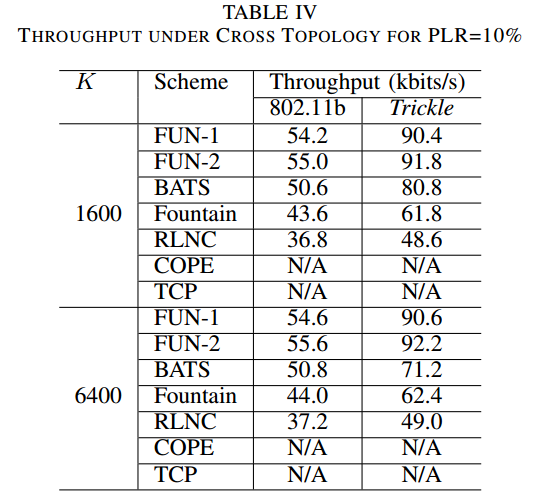 TABLE IV
THROUGHPUT UNDER CROSS TOPOLOGY FOR PLR=10%
K Scheme Throughput (kbits/s)
802.11b Trickle
FUN-1 54.2 90.4
FUN-2 55.0 91.8
BATS 50.6 80.8
1600 Fountain 43.6 61.8
RLNC 36.8 48.6
COPE N/A N/A
TCP N/A N/A
FUN-1 54.6 90.6
FUN-2 55.6 92.2
BATS 50.8 71.2
6400 Fountain 44.0 62.4
RLNC 37.2 49.0
COPE N/A N/A
TCP N/A N/A